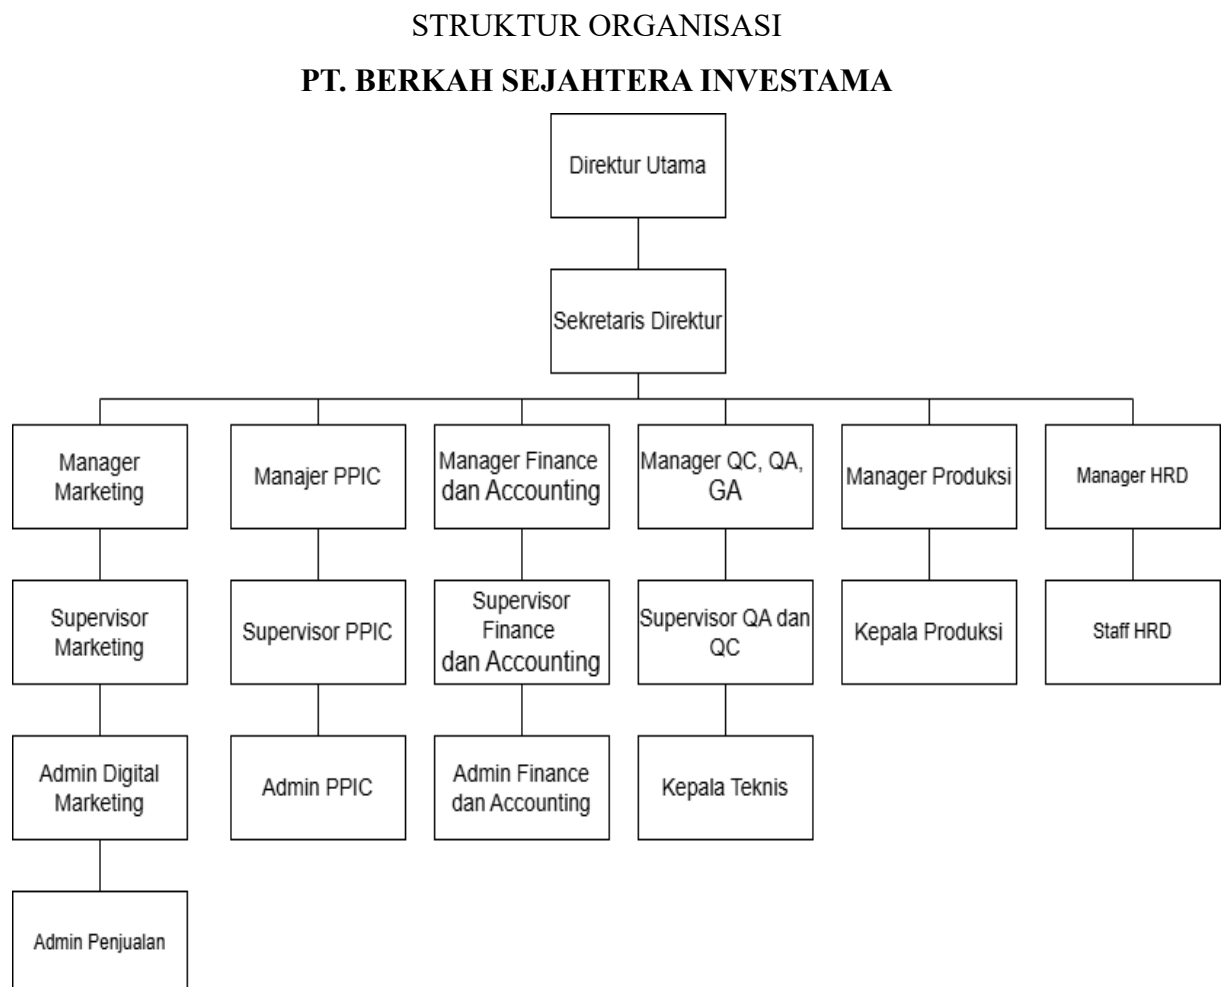 STRUKTUR ORGANISASI
PT. BERKAH SEJAHTERA INVESTAMA
Direktur Utama
Sekretaris Direktur
Manager
Marketing
Manajer PPIC
Manager Finance
dan Accounting
Manager QC, QA,
GA
Manager Produksi
Manager HRD
Supervisor
Marketing
Supervisor PPIC
Supervisor
Finance
dan Accounting
Supervisor QA dan
QC
Kepala Produksi
Staff HRD
Admin Digital
Marketing
Admin PPIC
Admin Finance
dan Accounting
Kepala Teknis
Admin Penjualan